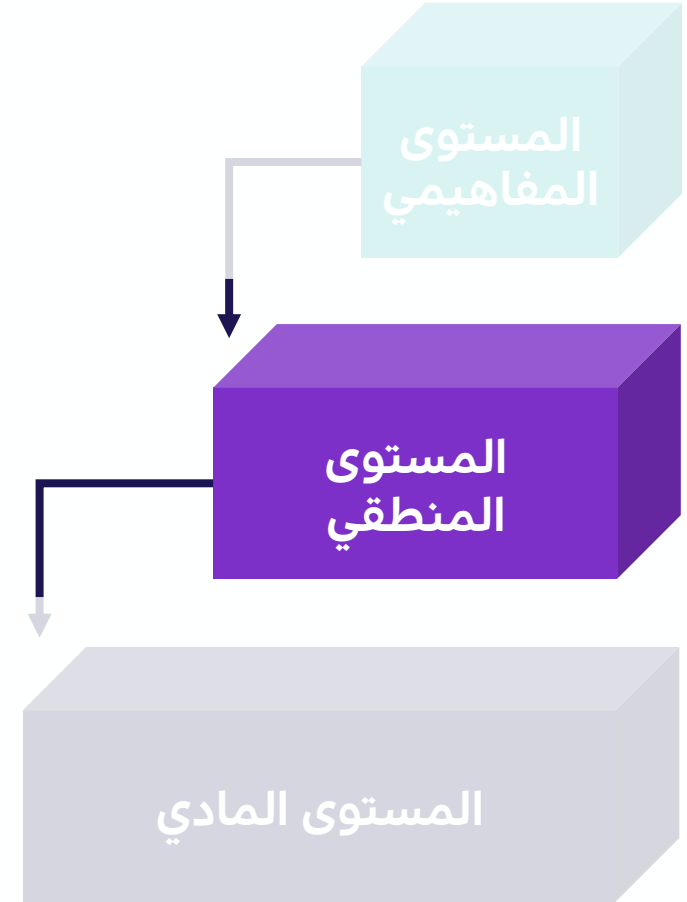 المستوى
المفاهيمي
المستوى
المنطقي
المستوى المادي